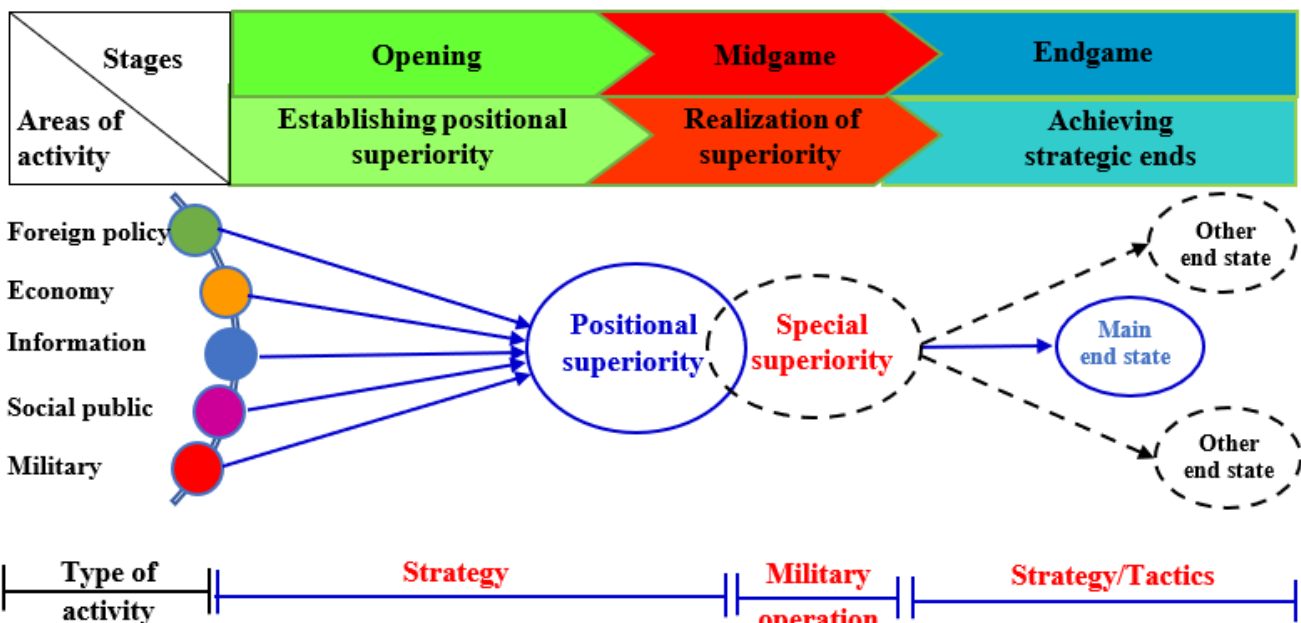 Stages
Areas of
activity
Opening
Midgame
Endgame
Establishing positional
superiority
Realization of
superiority
Achieving
strategic ends
Foreign policy
Economy
Information
Social public
Military
Positional
superiority
Special
superiority
Other
end state
Main
end state
Other
end state
Type of
activity
Strategy
Military
operation
Strategy/Tactics